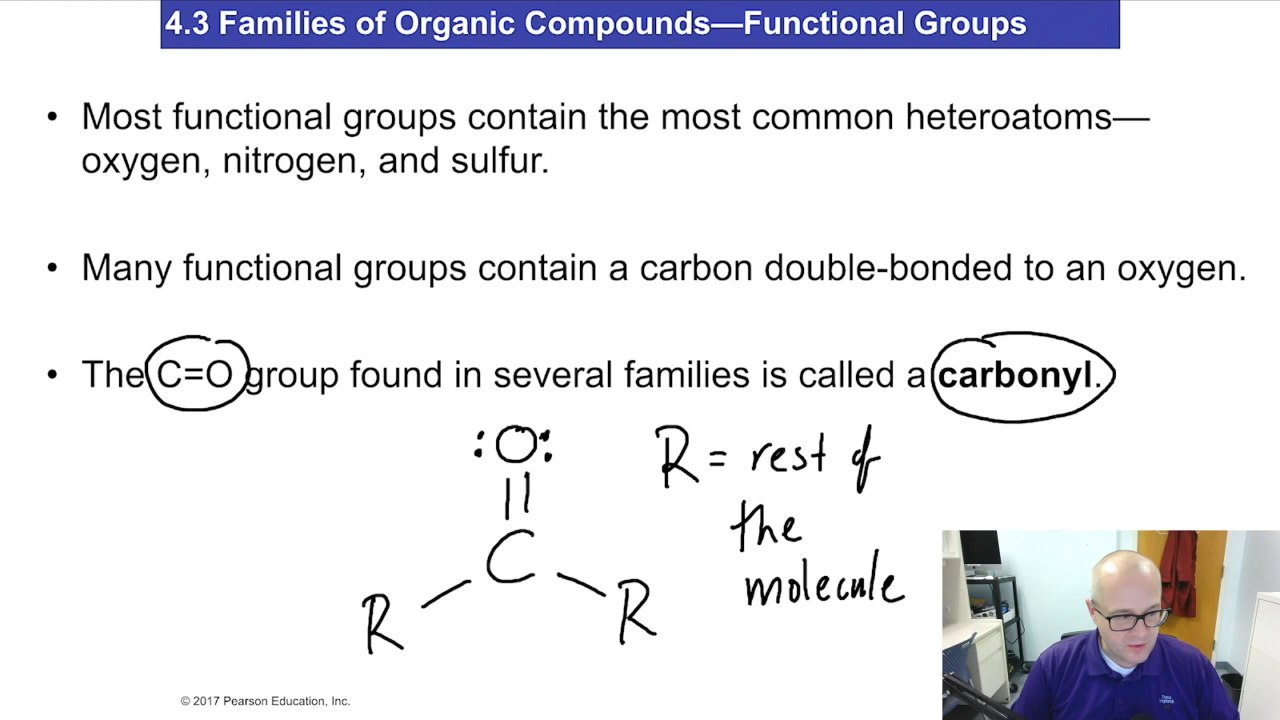 4.3 Families of Organic Compounds—Functional Groups
• Most functional groups contain the most common heteroatoms—
oxygen, nitrogen, and sulfur.
• Many functional groups contain a carbon double-bonded to an oxygen.
• The C=O group found in several families is called a carbonyl.
:O:
R = rest of
the
C
molecule
R
R
© 2017 Pearson Education, Inc.